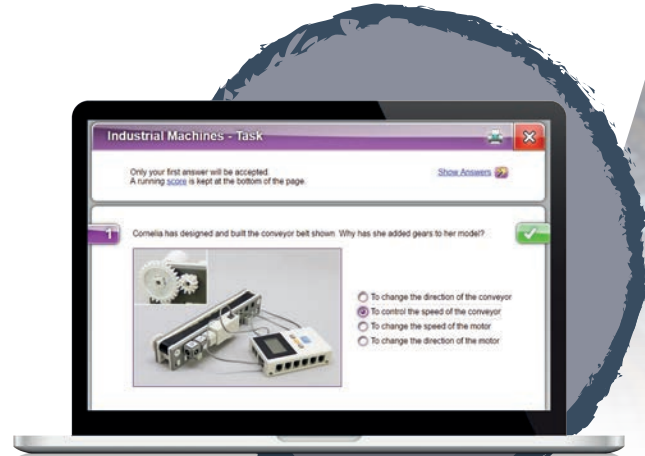 Industrial Machines - Task
Only your first answer will be accepted.
A running score is kept at the bottom of the page.
Show Answers
1
Cornelia has designed and built the conveyor belt shown. Why has she added gears to her model?
To change the direction of the conveyor
To control the speed of the conveyor
To change the speed of the motor
To change the direction of the motor